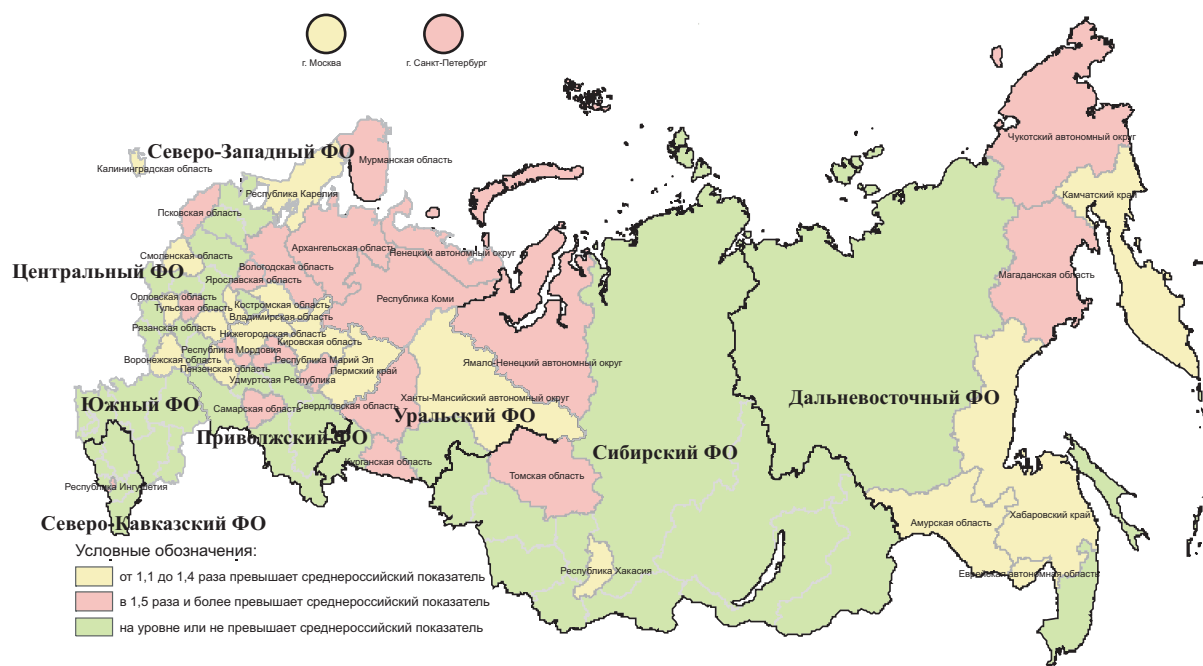 г. Москва
г. Санкт-Петербург
Чукотский автономный округ
Северо-Западный ФО
Мурманская область
Калининградская область
Республика Карелия
Камчатский край
Псковская область
Архангельская область
Ненецкий автономный округ
Смоленская область
Вологодская область
Центральный ФО
Магаданская область
Ярославская область
Орловская область
Республика Коми
Костромская область
Тульская область
Владимирская область
Рязанская область
Нижегородская область
Кировская область
Республика Мордовия
Воронежская область
Республика Марий Эл
Ямало-Ненецкий автономный округ
Пензенская область
Пермский край
Удмуртская Республика
Ханты-Мансийский автономный округ
Дальневосточный ФО
Южный ФО
Самарская область
Свердловская область
Уральский ФО
Приволжский ФО
Сибирский ФО
Курганская область
Томская область
Республика Ингушетия
Северо-Кавказский ФО
Амурская область
Хабаровский край
Условные обозначения:
Республика Хакасия
Еврейская автономная область
от 1,1 до 1,4 раза превышает среднероссийский показатель
в 1,5 раза и более превышает среднероссийский показатель
на уровне или не превышает среднероссийский показатель